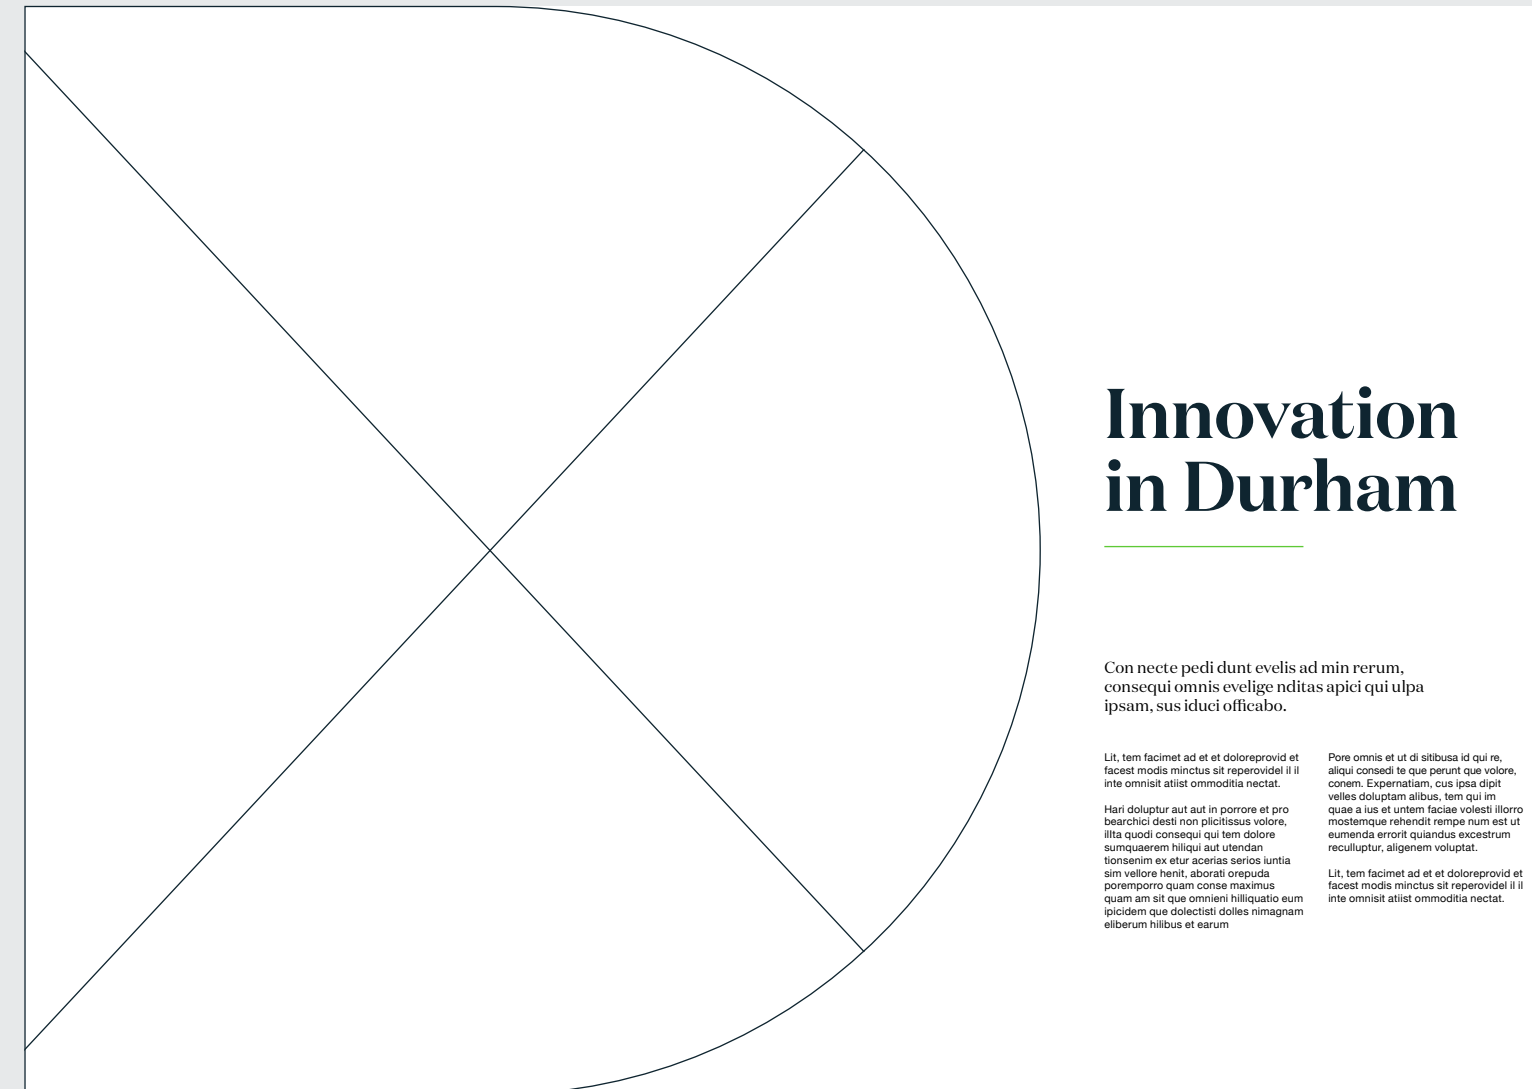 Innovation
in Durham
Con necte pedi dunt evelis ad min rerum,
consequi omnis evelige nditas apici qui ulpa
ipsam, sus iduci officabo.
Lit, tem facimet ad et et doloreprovid et
facest modis minctus sit reperovidel il il
inte omnisit atiist ommoditia nectat.
Hari doluptur aut aut in porrore et pro
bearchici desti non plicitissus volore,
illta quodi consequi qui tem dolore
sumquaerem hiliqui aut utendan
tionsenim ex etur acerias serios iuntia
sim vellore henit, aborati orepuda
poremporro quam conse maximus
quam am sit que omnieni hilliquatio eum
ipicidem que dolectisti dolles nimagnam
eliberum hilibus et earum
Pore omnis et ut di sitibusa id qui re,
aliqui consedi te que perunt que volore,
conem. Expernatiam, cus ipsa dipit
velles doluptam alibus, tem qui im
quae a ius et untem faciae volesti illorro
mostemque rehendit rempe num est ut
eumenda errorit quiandus excestrum
reculluptur, aligenem voluptat.
Lit, tem facimet ad et et doloreprovid et
facest modis minctus sit reperovidel il il
inte omnisit atiist ommoditia nectat.